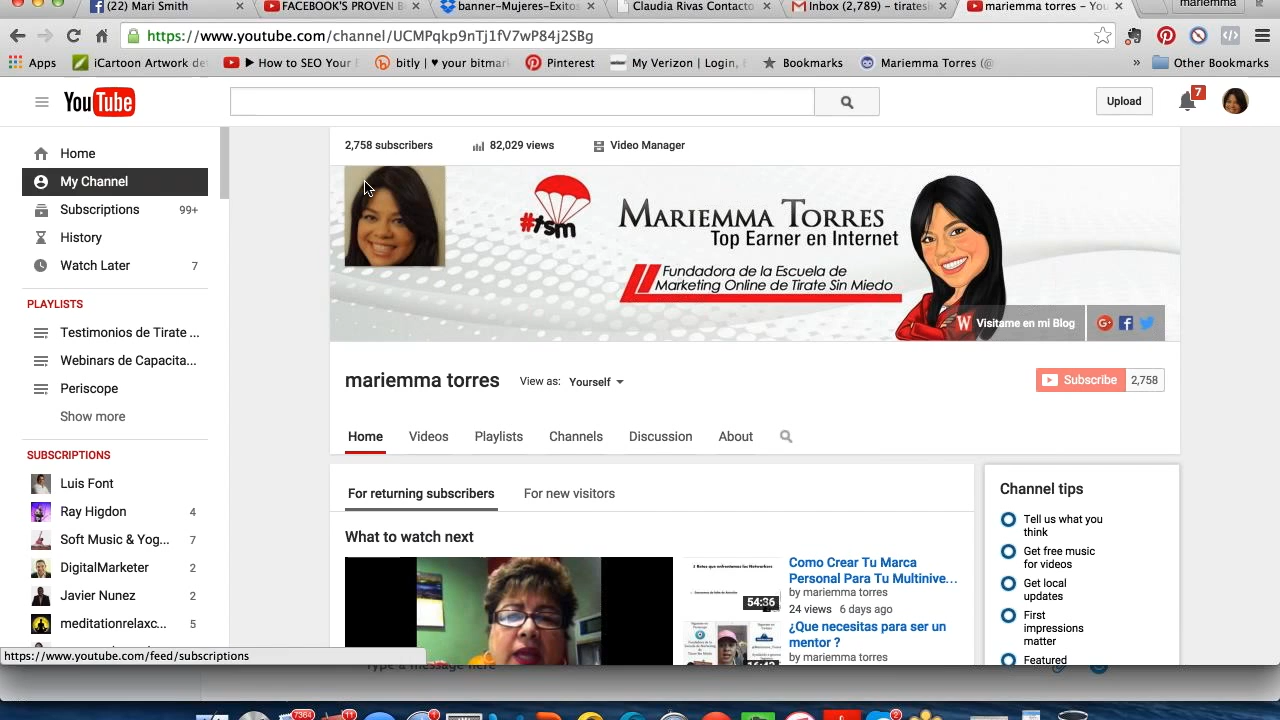 (22) Mari Smith
FACEBOOK'S PROVEN B
banner-Mujeres-Exitos
Claudia Rivas Contacto
Inbox (2,789) – tiratesi
mariemma torres – You
mariemma
https://www.youtube.com/channel/UCMPqkp9nTj1fV7wP84j2SBg
Apps
iCartoon Artwork de
▶ How to SEO Your
bitly | ♥ your bitmar
Pinterest
My Verizon | Login,
Bookmarks
Mariemma Torres (@
»
Other Bookmarks
YouTube
Upload
7
Home
My Channel
Subscriptions 99+
History
Watch Later 7
PLAYLISTS
Testimonios de Tirate ...
Webinars de Capacita...
Periscope
Show more
SUBSCRIPTIONS
Luis Font
Ray Higdon 4
Soft Music & Yog... 7
DigitalMarketer 2
Javier Nunez 2
meditationrelaxc... 5
https://www.youtube.com/feed/subscriptions
2,758 subscribers
82,029 views
Video Manager
#tsm
MARIEMMA TORRES
Top Earner en Internet
Fundadora de la Escuela de
Marketing Online de Tirate Sin Miedo
Visitame en mi Blog
mariemma torres
View as: Yourself
Subscribe 2,758
Home
Videos
Playlists
Channels
Discussion
About
For returning subscribers
For new visitors
What to watch next
54:36
Como Crear Tu Marca
Personal Para Tu Multinive...
by mariemma torres
24 views 6 days ago
¿Que necesitas para ser un
mentor ?
by mariemma torres
Channel tips
Tell us what you
think
Get free music
for videos
Get local
updates
First
impressions
matter
Featured
7364
11
1
2